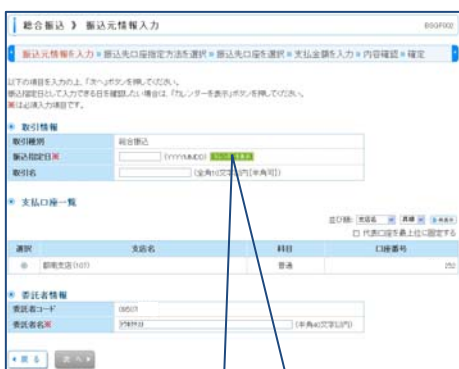 総合振込 》 振込元情報入力
BSGF002
振込元情報を入力 » 振込先口座指定方法を選択 » 振込先口座を選択 » 支払金額を入力 » 内容確認 » 確定
以下の項目を入力の上、「次へ」ボタンを押してください。
振込指定日として入力できる日を確認したい場合は、「カレンダーを表示」ボタンを押してください。
※は必須入力項目です。
取引情報
取引種別 総合振込
振込指定日※ (YYYYMMDD)
取引名 (全角10文字以内[半角可])
支払口座一覧
並び順: 支店名 昇順 再表示
代表口座を最上位に固定する
選択 支店名 科目 口座番号
普通
委託者情報
委託者コード
委託者名※ (半角40文字以内)
戻る 次へ